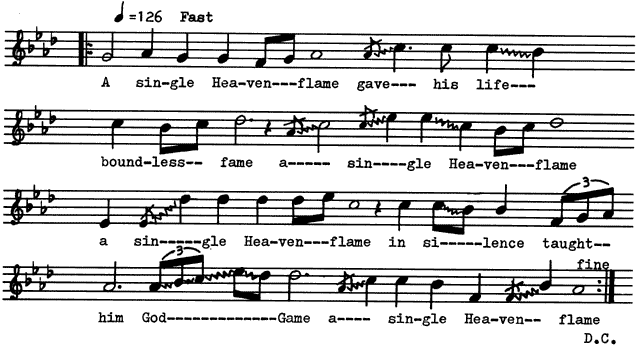 ♩=126 Fast
A sin-gle Hea-ven---flame gave--- his life---
bound-less-- fame a----- sin----gle Hea-ven---flame
a sin-----gle Hea-ven---flame in si-----lence taught--
3
fine
3
him God-------------Game a---- sin-gle Hea-ven-- flame
D.C.